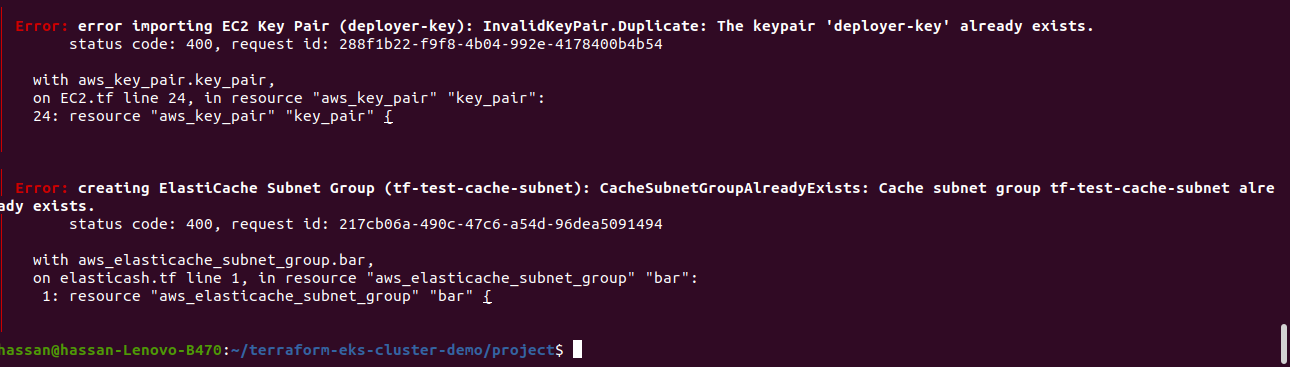 Error: error importing EC2 Key Pair (deployer-key): InvalidKeyPair.Duplicate: The keypair 'deployer-key' already exists.
status code: 400, request id: 288f1b22-f9f8-4b04-992e-4178400b4b54
with aws_key_pair.key_pair,
on EC2.tf line 24, in resource "aws_key_pair" "key_pair":
24: resource "aws_key_pair" "key_pair" {
Error: creating ElastiCache Subnet Group (tf-test-cache-subnet): CacheSubnetGroupAlreadyExists: Cache subnet group tf-test-cache-subnet alre
ady exists.
status code: 400, request id: 217cb06a-490c-47c6-a54d-96dea5091494
with aws_elasticache_subnet_group.bar,
on elasticash.tf line 1, in resource "aws_elasticache_subnet_group" "bar":
1: resource "aws_elasticache_subnet_group" "bar" {
hassan@hassan-Lenovo-B470:~/terraform-eks-cluster-demo/project$